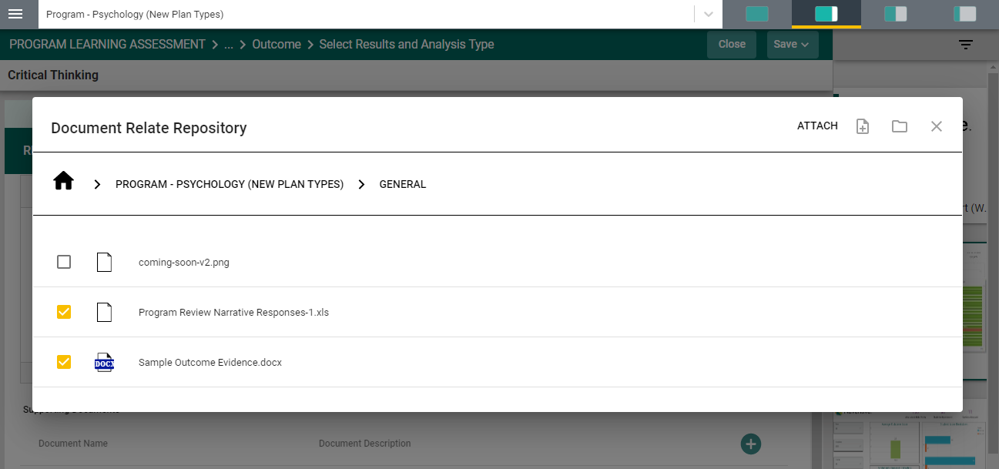 Program - Psychology (New Plan Types)
PROGRAM LEARNING ASSESSMENT > ... > Outcome > Select Results and Analysis Type
Close
Save
Critical Thinking
Document Relate Repository
ATTACH
PROGRAM - PSYCHOLOGY (NEW PLAN TYPES) > GENERAL
coming-soon-v2.png
Program Review Narrative Responses-1.xls
DOCX
Sample Outcome Evidence.docx
Supporting Documents
Document Name
Document Description